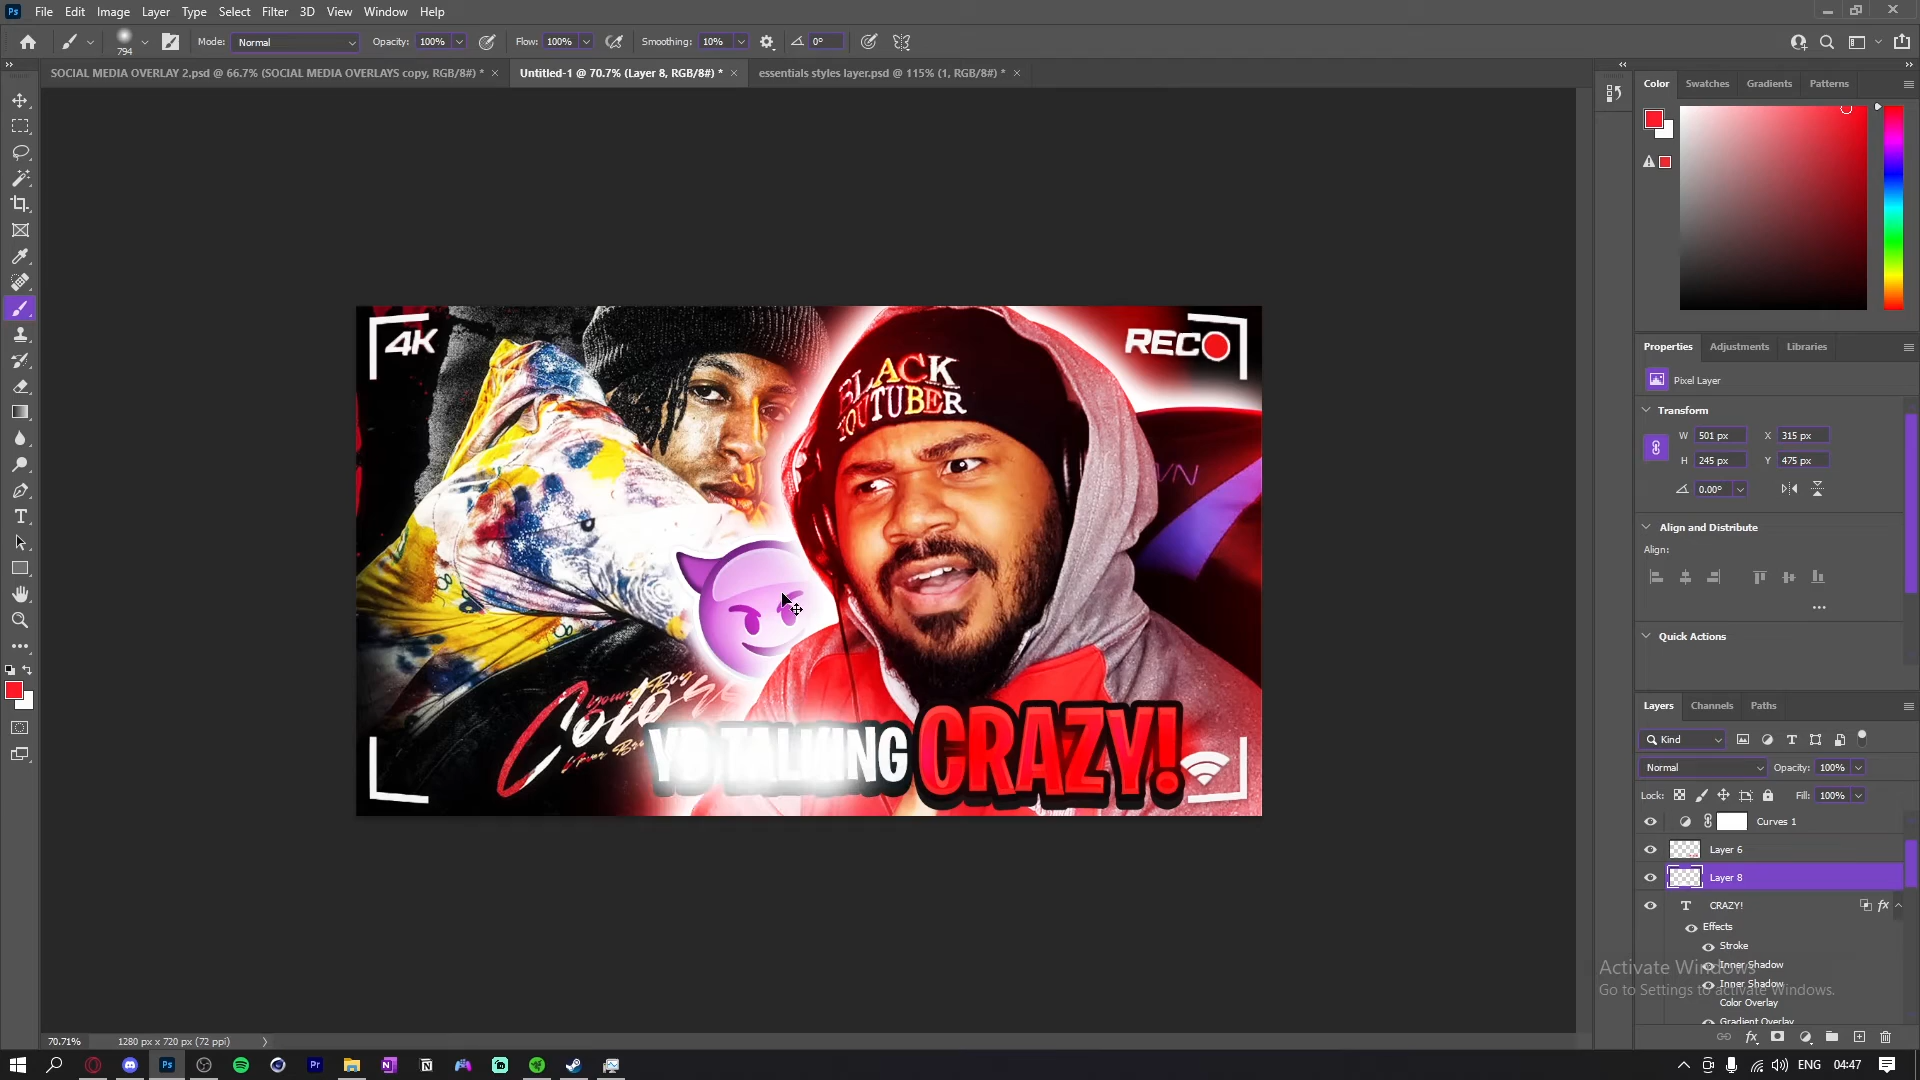 Ps File Edit Image Layer Type Select Filter 3D View Window Help
794 Mode: Normal Opacity: 100% Flow: 100% Smoothing: 10% 0°
SOCIAL MEDIA OVERLAY 2.psd @ 66.7% (SOCIAL MEDIA OVERLAYS copy, RGB/8#) * Untitled-1 @ 70.7% (Layer 8, RGB/8#) * essentials styles layer.psd @ 115% (1, RGB/8#) *
Color Swatches Gradients Patterns
4K
REC
BLACK
YOUTUBER
YB TALKING CRAZY!
Properties Adjustments Libraries
Pixel Layer
Transform
W 501 px X 315 px
H 245 px Y 475 px
0.00°
Align and Distribute
Align:
Quick Actions
Layers Channels Paths
Kind
Normal Opacity: 100%
Lock: Fill: 100%
Curves 1
Layer 6
Layer 8
CRAZY! fx
Effects
Stroke
Inner Shadow
Inner Shadow
Color Overlay
Gradient Overlay
Activate Windows
Go to Settings to activate Windows.
70.71% 1280 px x 720 px (72 ppi)
ENG 04:47